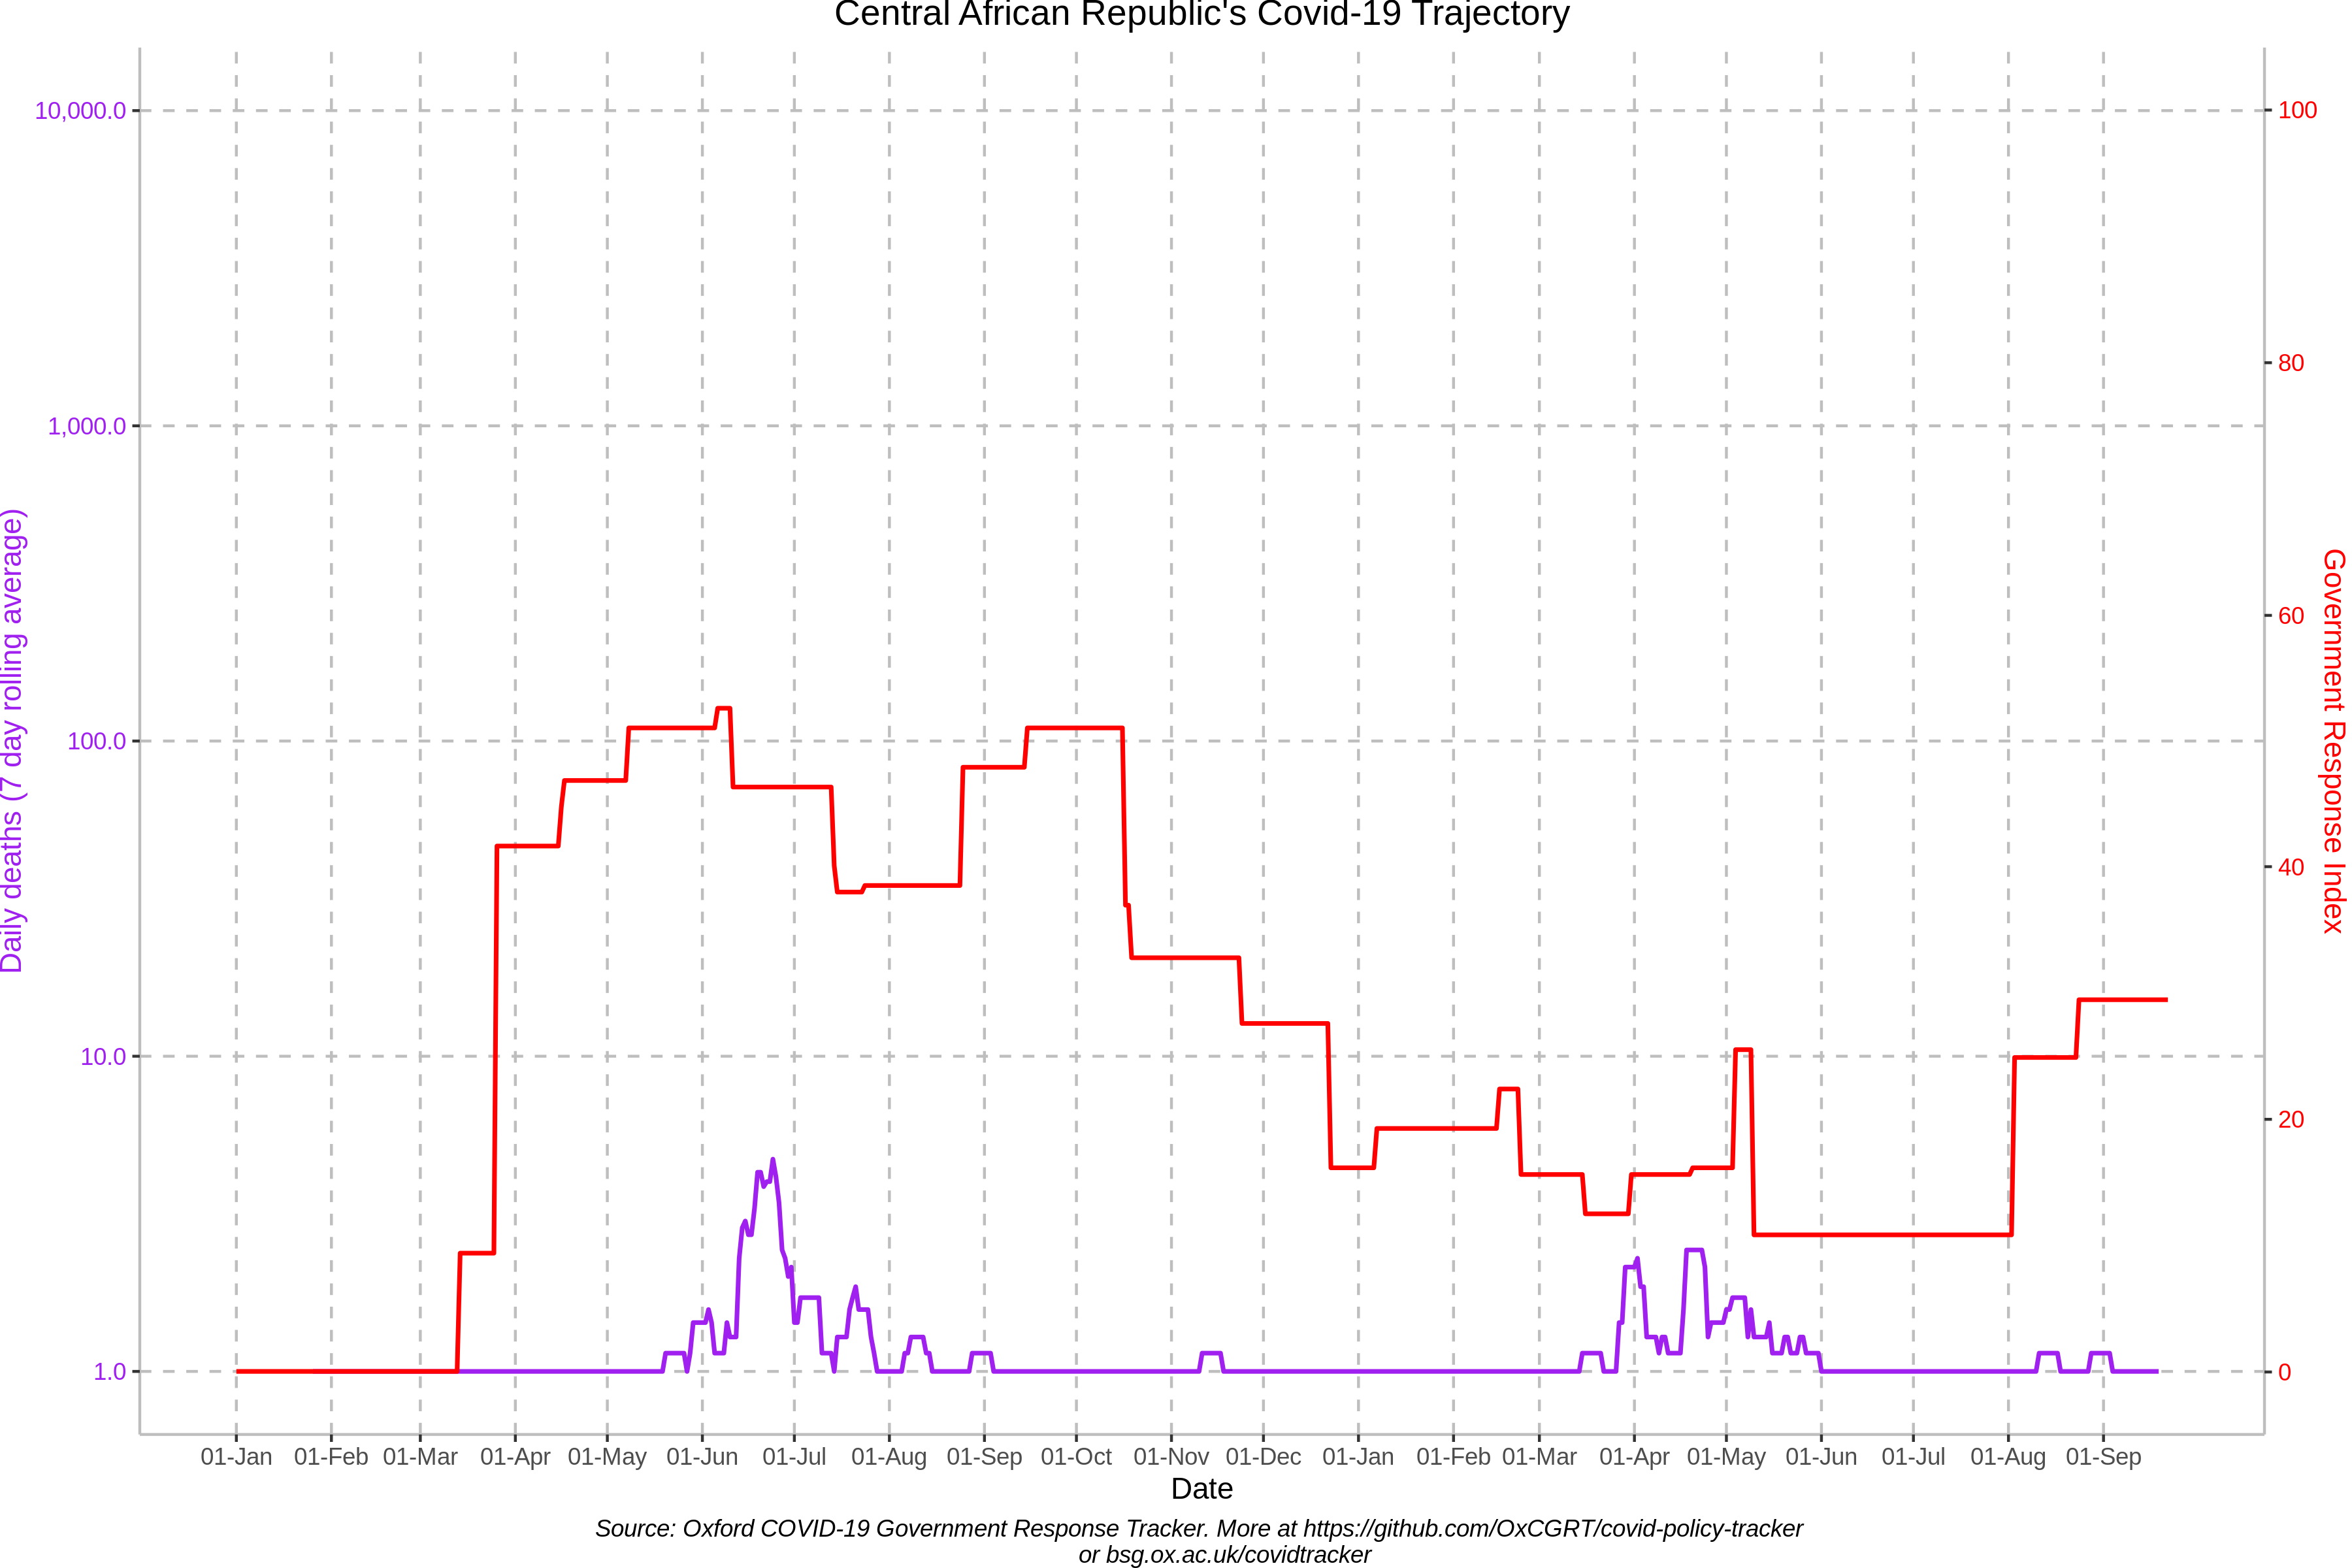 Central African Republic's Covid-19 Trajectory
10,000.0
1,000.0
100.0
10.0
1.0
Daily deaths (7 day rolling average)
100
80
60
40
20
0
Government Response Index
01-Jan 01-Feb 01-Mar 01-Apr 01-May 01-Jun 01-Jul 01-Aug 01-Sep 01-Oct 01-Nov 01-Dec 01-Jan 01-Feb 01-Mar 01-Apr 01-May 01-Jun 01-Jul 01-Aug 01-Sep
Date
Source: Oxford COVID-19 Government Response Tracker. More at https://github.com/OxCGRT/covid-policy-tracker
or bsg.ox.ac.uk/covidtracker